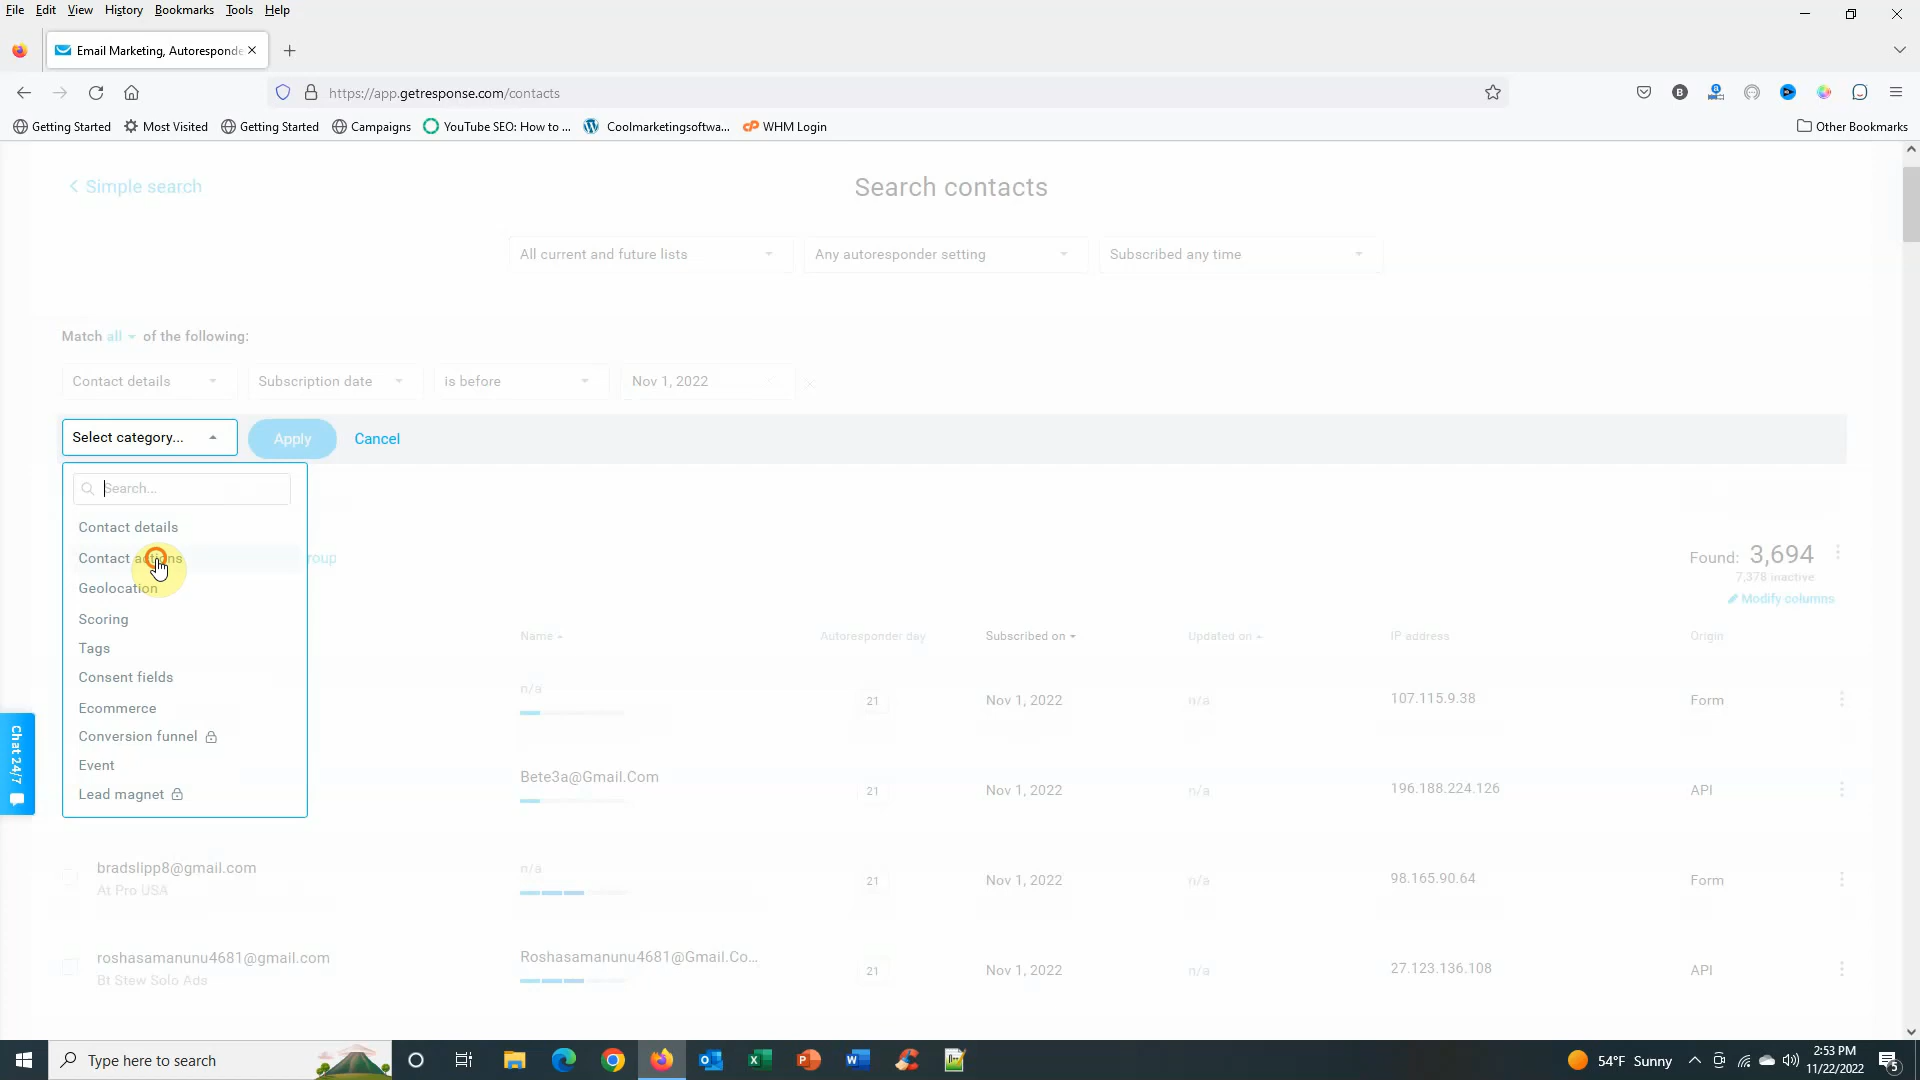 File Edit View History Bookmarks Tools Help
Email Marketing, Autoresponde
https://app.getresponse.com/contacts
Getting Started Most Visited Getting Started Campaigns YouTube SEO: How to ... Coolmarketingsoftwa... WHM Login Other Bookmarks
Simple search
Search contacts
All current and future lists Any autoresponder setting Subscribed any time
Match all of the following:
Contact details Subscription date is before Nov 1, 2022
Select category... Apply Cancel
Search...
Contact details
Contact actions
roup
Found: 3,694
7,378 inactive
Geolocation
Modify columns
Scoring
Name Autoresponder day Subscribed on Updated on IP address Origin
Tags
Consent fields
n/a 21 Nov 1, 2022 n/a 107.115.9.38 Form
Ecommerce
Conversion funnel
Event
Bete3a@Gmail.Com 21 Nov 1, 2022 n/a 196.188.224.126 API
Lead magnet
Chat 24/7
bradslipp8@gmail.com n/a 21 Nov 1, 2022 n/a 98.165.90.64 Form
At Pro USA
roshasamanunu4681@gmail.com Roshasamanunu4681@Gmail.Co... 21 Nov 1, 2022 n/a 27.123.136.108 API
Bt Stew Solo Ads
Type here to search
54°F Sunny
2:53 PM
11/22/2022
5